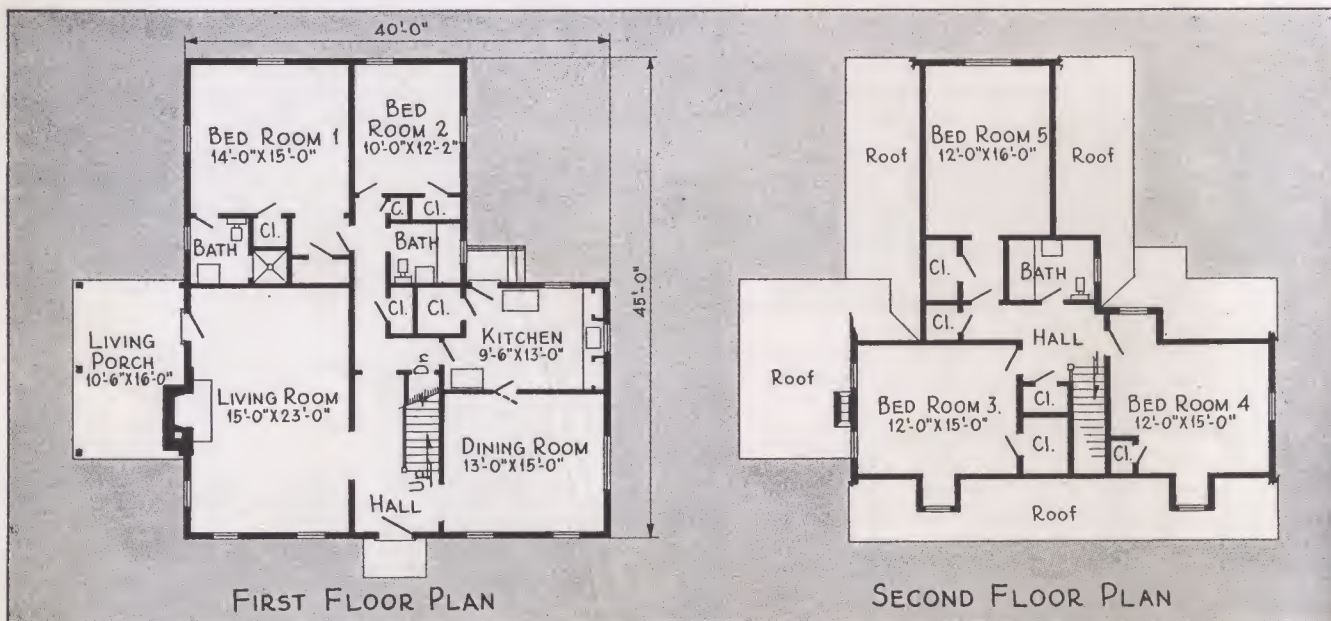 40'-0"
BED ROOM 1
14'-0"X15'-0"
BED
ROOM 2
10'-0"X12'-2"
C.
Cl.
BATH
Cl.
BATH
45'-0"
LIVING
PORCH
10'-6"X16'-0"
LIVING ROOM
15'-0"X23'-0"
Cl.
Cl.
KITCHEN
9'-6"X13'-0"
Dn
DINING ROOM
13'-0"X15'-0"
UP
HALL
FIRST FLOOR PLAN
Roof
BED ROOM 5
12'-0"X16'-0"
Roof
Cl.
BATH
Cl.
HALL
Roof
BED ROOM 3.
12'-0"X15'-0"
Cl.
Cl.
BED ROOM 4
12'-0"X15'-0"
Cl.
Roof
SECOND FLOOR PLAN